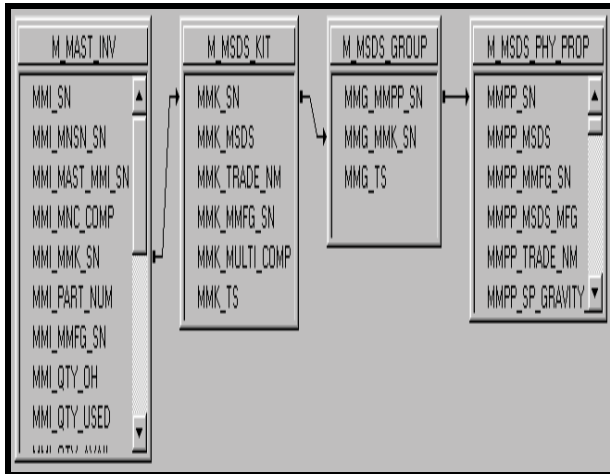 M_MAST_INV
MMI_SN
MMI_MNSN_SN
MMI_MAST_MMI_SN
MMI_MNC_COMP
MMI_MMK_SN
MMI_PART_NUM
MMI_MMFG_SN
MMI_QTY_OH
MMI_QTY_USED
MMI_QTY_AVAIL
M_MSDS_KIT
MMK_SN
MMK_MSDS
MMK_TRADE_NM
MMK_MMFG_SN
MMK_MULTI_COMP
MMK_TS
M_MSDS_GROUP
MMG_MMPP_SN
MMG_MMK_SN
MMG_TS
M_MSDS_PHY_PROP
MMPP_SN
MMPP_MSDS
MMPP_MMFG_SN
MMPP_MSDS_MFG
MMPP_TRADE_NM
MMPP_SP_GRAVITY